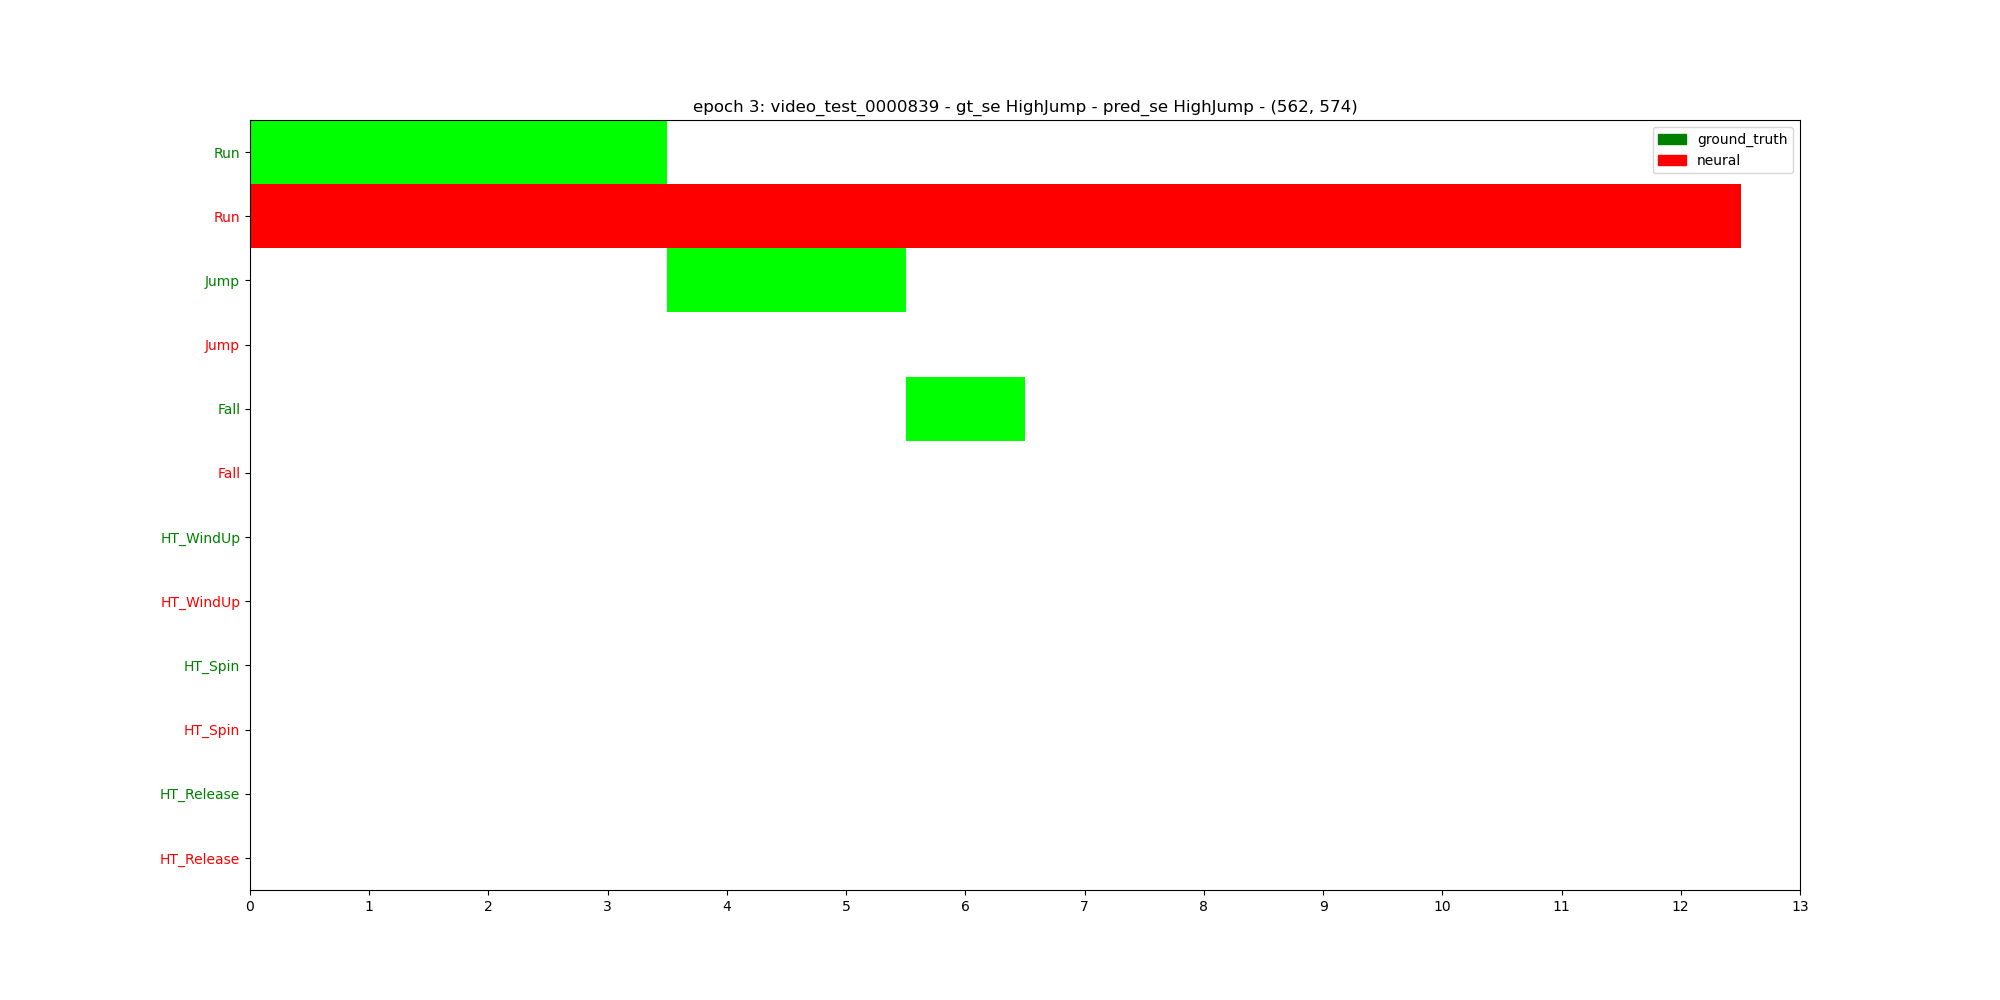 epoch 3: video_test_0000839 - gt_se HighJump - pred_se HighJump - (562, 574)
ground_truth
neural
Run
Run
Jump
Jump
Fall
Fall
HT_WindUp
HT_WindUp
HT_Spin
HT_Spin
HT_Release
HT_Release
0 1 2 3 4 5 6 7 8 9 10 11 12 13